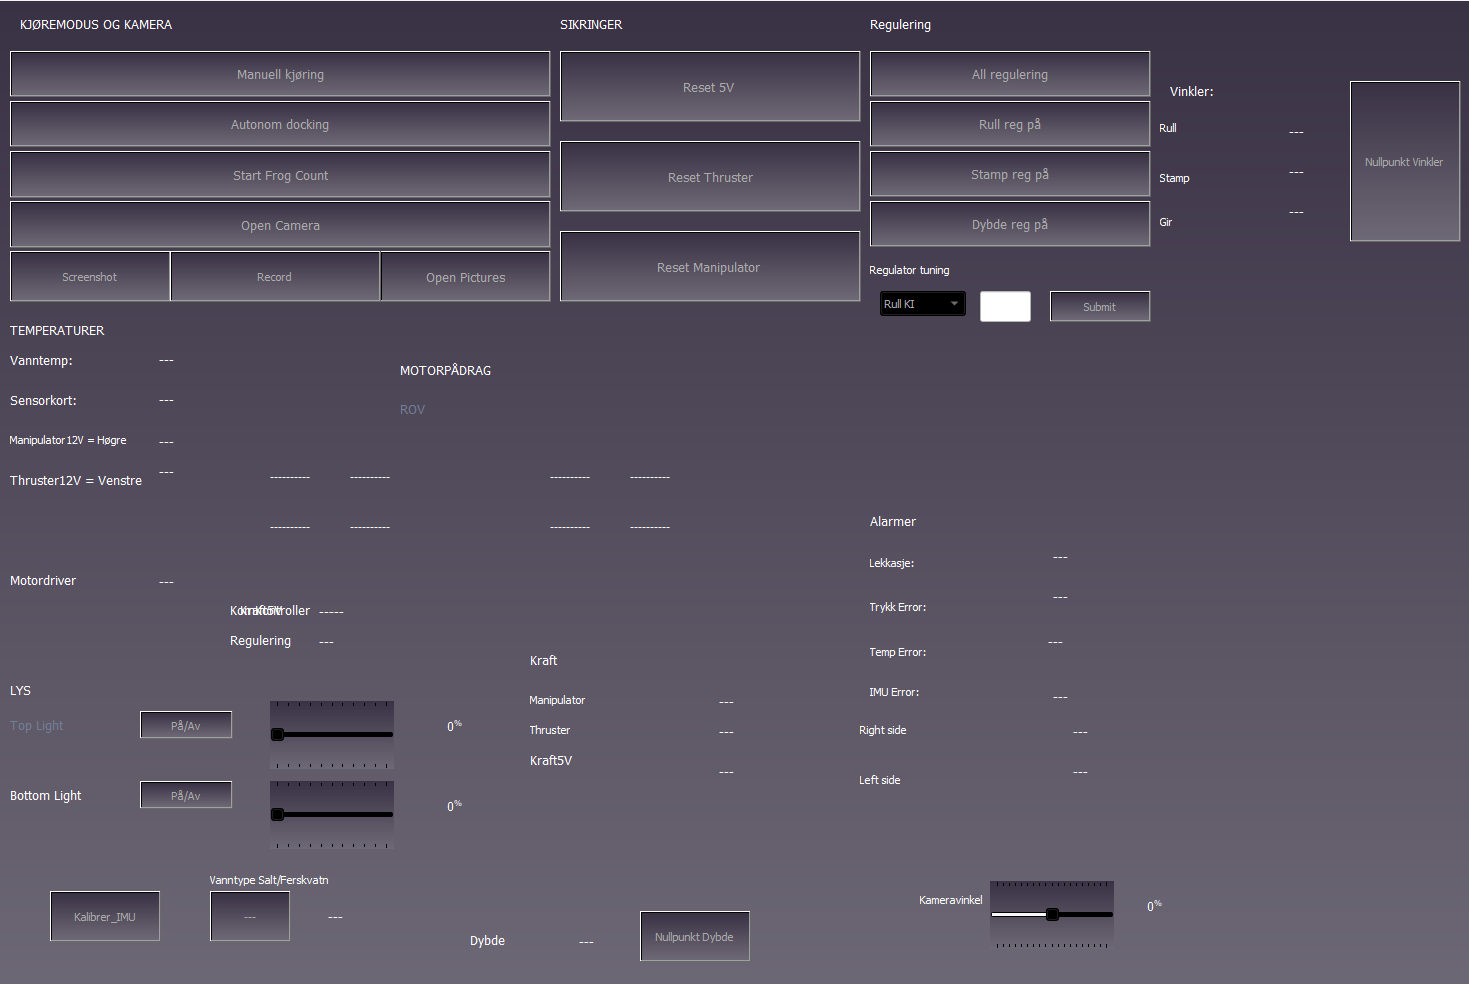 KJØREMODUS OG KAMERA
Manuell kjøring
Autonom docking
Start Frog Count
Open Camera
Screenshot
Record
Open Pictures
SIKRINGER
Reset 5V
Reset Thruster
Reset Manipulator
Regulering
All regulering
Rull reg på
Stamp reg på
Dybde reg på
Regulator tuning
Rull KI
Submit
Vinkler:
Rull ---
Stamp ---
Gir ---
Nullpunkt Vinkler
TEMPERATURER
Vanntemp: ---
Sensorkort: ---
Manipulator12V = Høgre ---
Thruster12V = Venstre ---
Motordriver ---
MOTORPÅDRAG
ROV
---------- ---------- ---------- ----------
---------- ---------- ---------- ----------
Kraft5V -----
Regulering ---
Kraft
Manipulator ---
Thruster ---
Kraft5V ---
Alarmer
Lekkasje: ---
Trykk Error: ---
Temp Error: ---
IMU Error: ---
Right side ---
Left side ---
LYS
Top Light
På/Av
0%
Bottom Light
På/Av
0%
Kalibrer_IMU
Vanntype Salt/Ferskvatn
--- ---
Dybde ---
Nullpunkt Dybde
Kameravinkel
0%